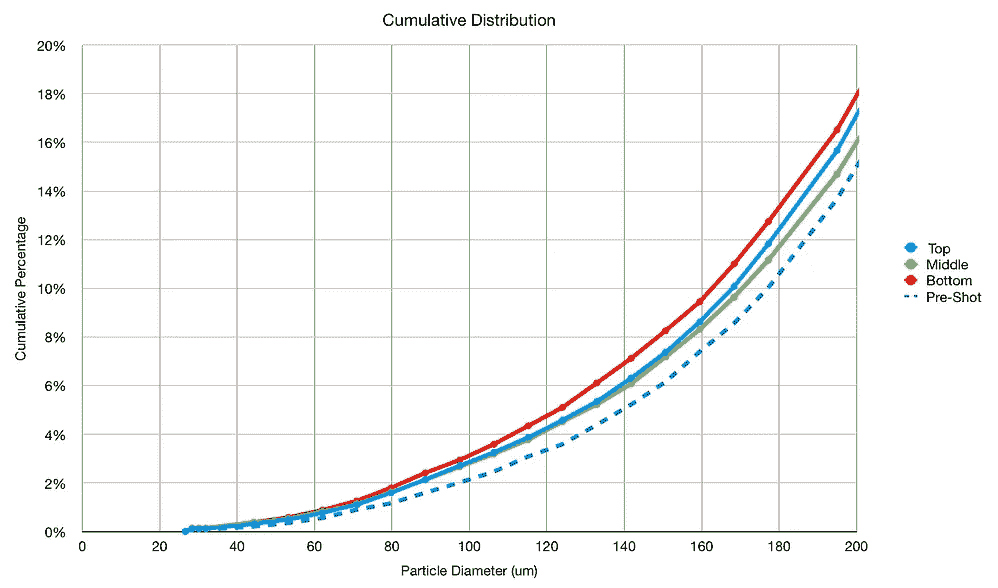 Cumulative Distribution
20%
18%
16%
14%
12%
10%
8%
6%
4%
2%
0%
Cumulative Percentage
0 20 40 60 80 100 120 140 160 180 200
Particle Diameter (um)
Top
Middle
Bottom
Pre-Shot